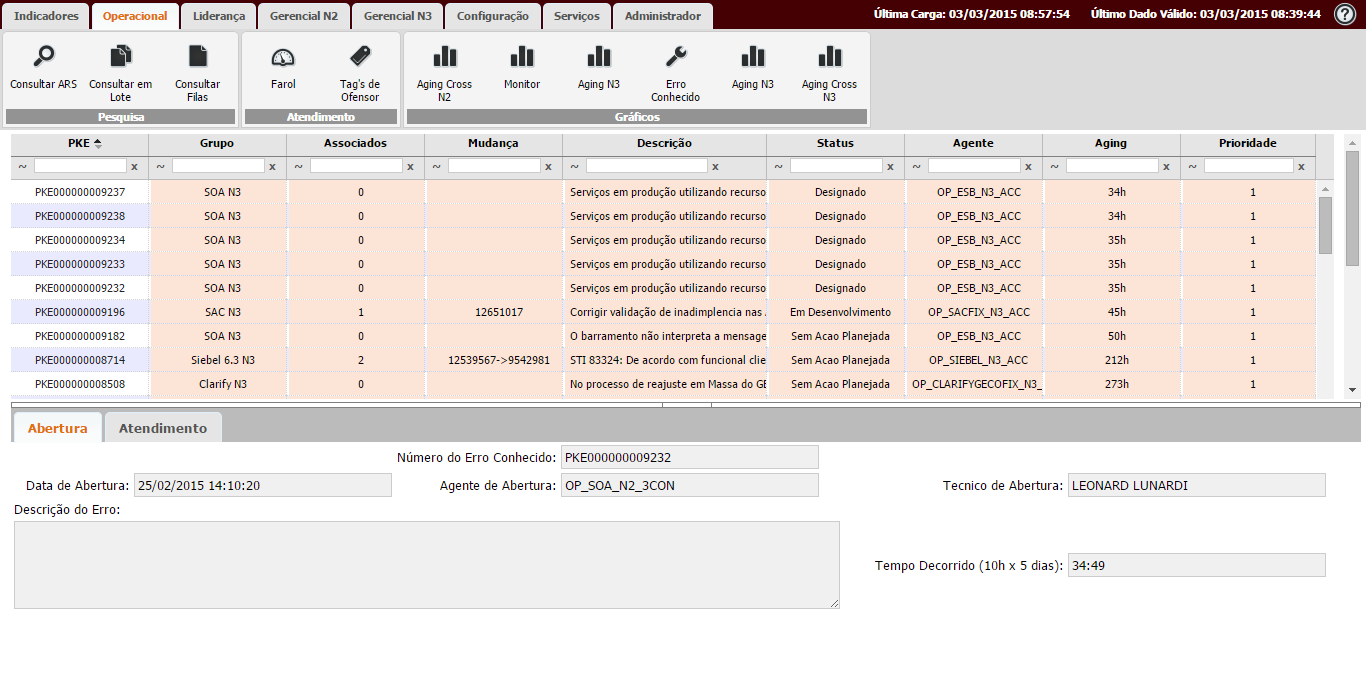 Indicadores Operacional Liderança Gerencial N2 Gerencial N3 Configuração Serviços Administrador Última Carga: 03/03/2015 08:57:54 Último Dado Válido: 03/03/2015 08:39:44 ?
Consultar ARS Consultar em Lote Consultar Filas Farol Tag's de Ofensor Aging Cross N2 Monitor Aging N3 Erro Conhecido Aging N3 Aging Cross N3
Pesquisa Atendimento Gráficos
PKE Grupo Associados Mudança Descrição Status Agente Aging Prioridade
~ x ~ x ~ x ~ x ~ x ~ x ~ x ~ x ~ x
PKE000000009237 SOA N3 0 Serviços em produção utilizando recurso Designado OP_ESB_N3_ACC 34h 1
PKE000000009238 SOA N3 0 Serviços em produção utilizando recurso Designado OP_ESB_N3_ACC 34h 1
PKE000000009234 SOA N3 0 Serviços em produção utilizando recurso Designado OP_ESB_N3_ACC 35h 1
PKE000000009233 SOA N3 0 Serviços em produção utilizando recurso Designado OP_ESB_N3_ACC 35h 1
PKE000000009232 SOA N3 0 Serviços em produção utilizando recurso Designado OP_ESB_N3_ACC 35h 1
PKE000000009196 SAC N3 1 12651017 Corrigir validação de inadimplencia nas Em Desenvolvimento OP_SACFIX_N3_ACC 45h 1
PKE000000009182 SOA N3 0 O barramento não interpreta a mensage Sem Acao Planejada OP_ESB_N3_ACC 50h 1
PKE000000008714 Siebel 6.3 N3 2 12539567->9542981 STI 83324: De acordo com funcional clie Sem Acao Planejada OP_SIEBEL_N3_ACC 212h 1
PKE000000008508 Clarify N3 0 No processo de reajuste em Massa do GE Sem Acao Planejada OP_CLARIFYGECOFIX_N3_ 273h 1
Abertura Atendimento
Número do Erro Conhecido: PKE000000009232
Data de Abertura: 25/02/2015 14:10:20 Agente de Abertura: OP_SOA_N2_3CON Tecnico de Abertura: LEONARD LUNARDI
Descrição do Erro:
Tempo Decorrido (10h x 5 dias): 34:49